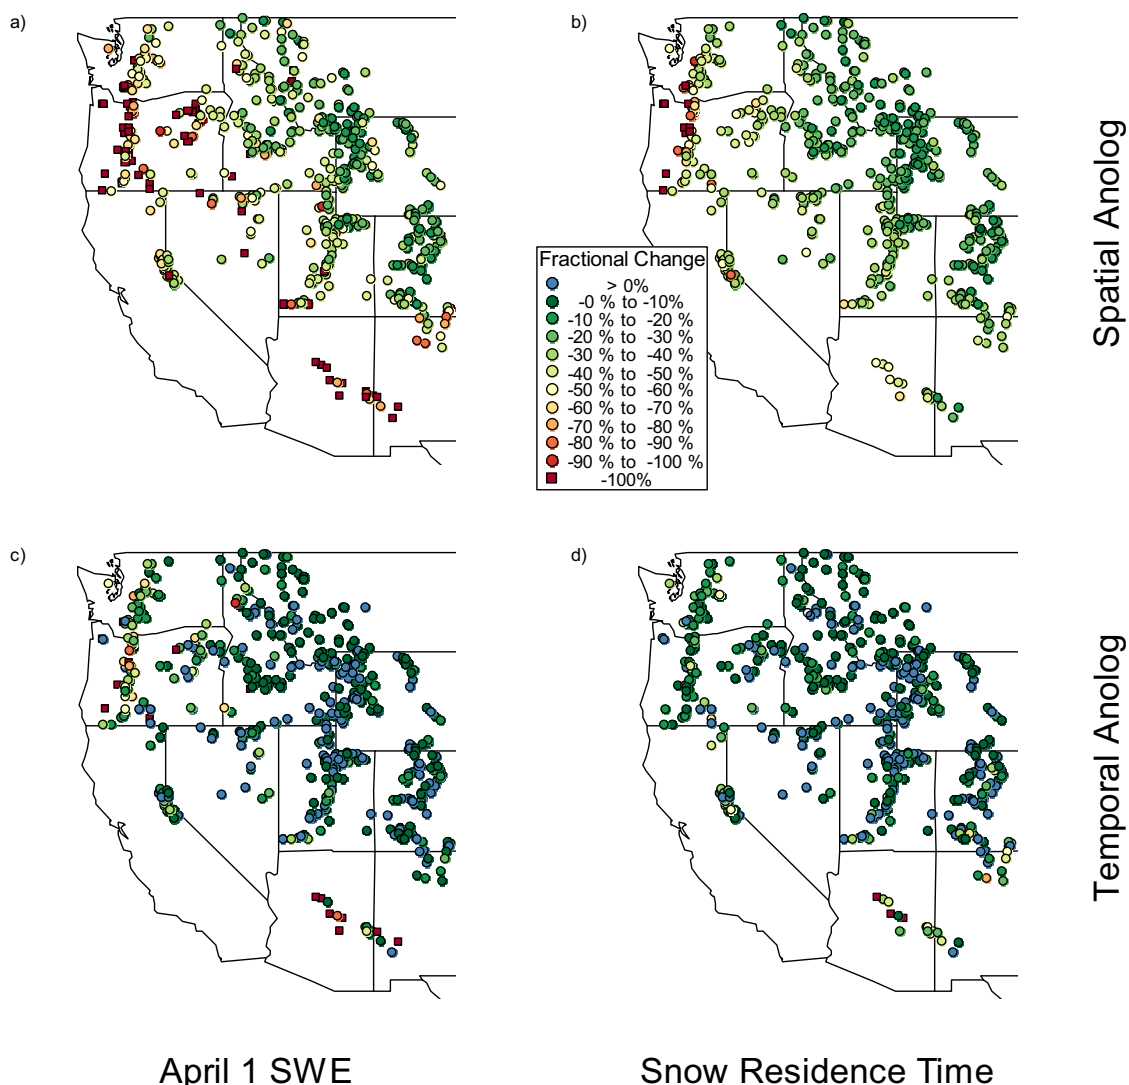 a)
b)
Spatial Anolog
Fractional Change
> 0%
-0 % to -10%
-10 % to -20 %
-20 % to -30 %
-30 % to -40 %
-40 % to -50 %
-50 % to -60 %
-60 % to -70 %
-70 % to -80 %
-80 % to -90 %
-90 % to -100 %
-100%
c)
d)
Temporal Anolog
April 1 SWE
Snow Residence Time